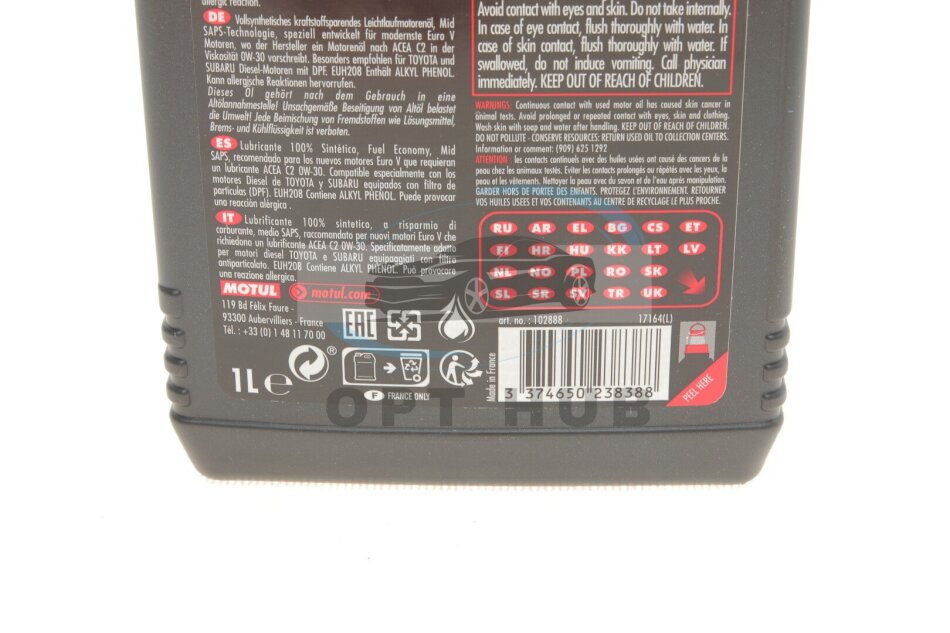 allergic reaction.
DE Vollsynthetisches kraftstoffsparendes Leichtlaufmotorenöl, Mid
SAPS-Technologie, speziell entwickelt für modernste Euro V
Motoren, wo der Hersteller ein Motorenöl nach ACEA C2 in der
Viskosität 0W-30 vorschreibt. Besonders empfohlen für TOYOTA und
SUBARU Diesel-Motoren mit DPF. EUH208 Enthält ALKYL PHENOL.
Kann allergische Reaktionen hervorrufen.
Dieses Öl gehört nach dem Gebrauch in eine
Altölannahmestelle! Unsachgemäße Beseitigung von Altöl belastet
die Umwelt! Jede Beimischung von Fremdstoffen wie Lösungsmittel,
Brems- und Kühlflüssigkeit ist verboten.
ES Lubricante 100% Sintético, Fuel Economy, Mid
SAPS, recomendado para los nuevos motores Euro V que requieran
un lubricante ACEA C2 0W-30. Compatible especialmente con los
motores Diesel de TOYOTA y SUBARU equipados con filtro de
partículas (DPF). EUH208 Contiene ALKYL PHENOL. Puede provocar
una reacción alérgica .
IT Lubrificante 100% sintetico, a risparmio di
carburante, medio SAPS, raccomandato per nuovi motori Euro V che
richiedono un lubrificante ACEA C2 0W-30. Specificatamente adatto
per motori diesel TOYOTA e SUBARU equipaggiati con filtro
antiparticolato. EUH208 Contiene ALKYL PHENOL. Può provocare
una reazione allergica.
MOTUL motul.com
119 Bd Félix Faure -
93300 Aubervilliers - France
Tél. : +33 (0) 1 48 11 70 00
1L e
®
EAC
F FRANCE ONLY
Avoid contact with eyes and skin. Do not take internally.
In case of eye contact, flush thoroughly with water. In
case of skin contact, flush thoroughly with water. If
swallowed, do not induce vomiting. Call physician
immediately. KEEP OUT OF REACH OF CHILDREN.
WARNINGS Continuous contact with used motor oil has caused skin cancer in
animal tests. Avoid prolonged or repeated contact with eyes, skin and clothing.
Wash skin with soap and water after handling. KEEP OUT OF REACH OF CHILDREN.
DO NOT POLLUTE - CONSERVE RESOURCES: RETURN USED OIL TO COLLECTION CENTERS.
Information or comments: (909) 625 1292
ATTENTION : les contacts continuels avec des huiles usées ont causé des cancers de la
peau chez les animaux testés. Eviter les contacts prolongés ou répétés avec les yeux, la
peau et les vêtements. Nettoyer la peau avec du savon et de l'eau après manipulation.
GARDER HORS DE PORTEE DES ENFANTS. PROTEGEZ L'ENVIRONNEMENT. RETOURNER
VOS HUILES USEES ET VOS CONTENANTS AU CENTRE DE RECYCLAGE LE PLUS PROCHE.
RU AR EL BG CS ET
FI HR HU KK LT LV
NL NO PL RO SK
SL SR SV TR UK
art. no. : 102888 17164(L)
Made in France
3 374650 238388
PEEL HERE
OPT HUB